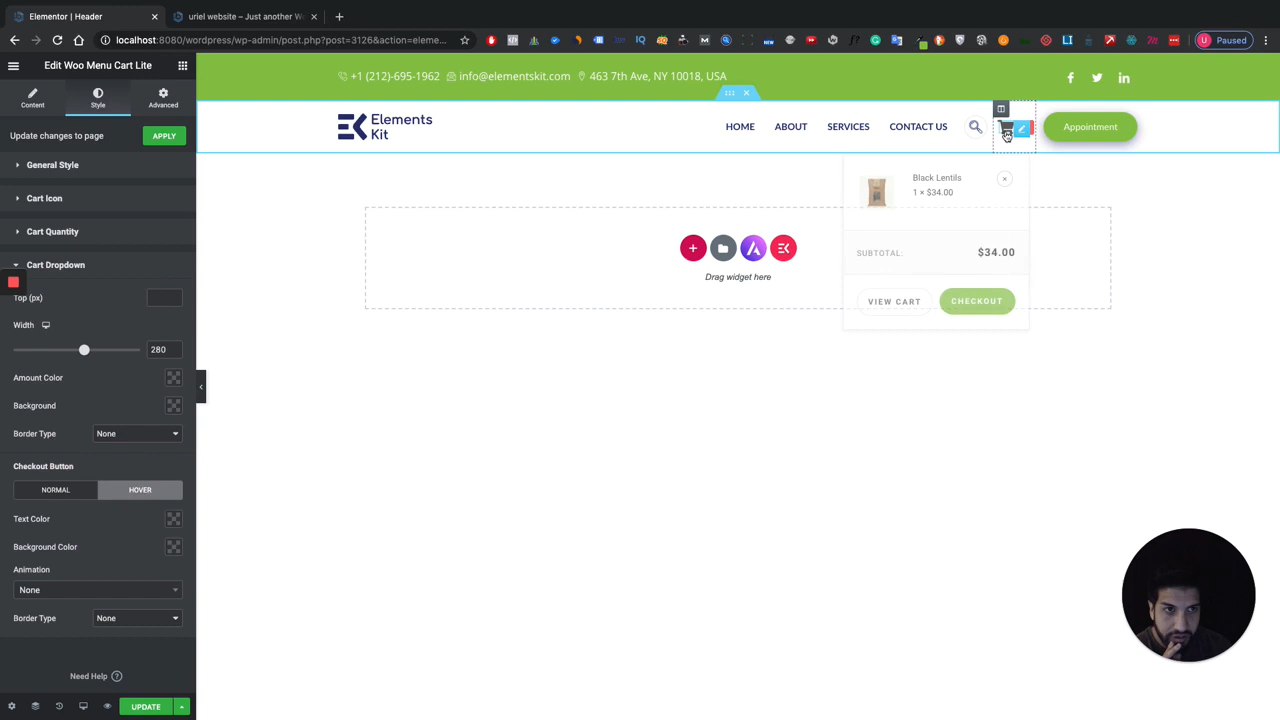 Elementor | Header
uriel website – Just another W
localhost:8080/wordpress/wp-admin/post.php?post=3126&action=eleme...
Paused
Edit Woo Menu Cart Lite
Content
Style
Advanced
Update changes to page
APPLY
General Style
Cart Icon
Cart Quantity
Cart Dropdown
Top (px)
Width
280
Amount Color
Background
Border Type
None
Checkout Button
NORMAL
HOVER
Text Color
Background Color
Animation
None
Border Type
None
Need Help
UPDATE
+1 (212)-695-1962
info@elementskit.com
463 7th Ave, NY 10018, USA
Elements
Kit
HOME
ABOUT
SERVICES
CONTACT US
Appointment
Black Lentils
1 × $34.00
SUBTOTAL:
$34.00
VIEW CART
CHECKOUT
Drag widget here